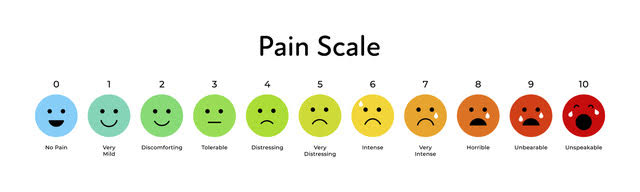 Pain Scale
0 1 2 3 4 5 6 7 8 9 10
No Pain Very Mild Discomforting Tolerable Distressing Very Distressing Intense Very Intense Horrible Unbearable Unspeakable